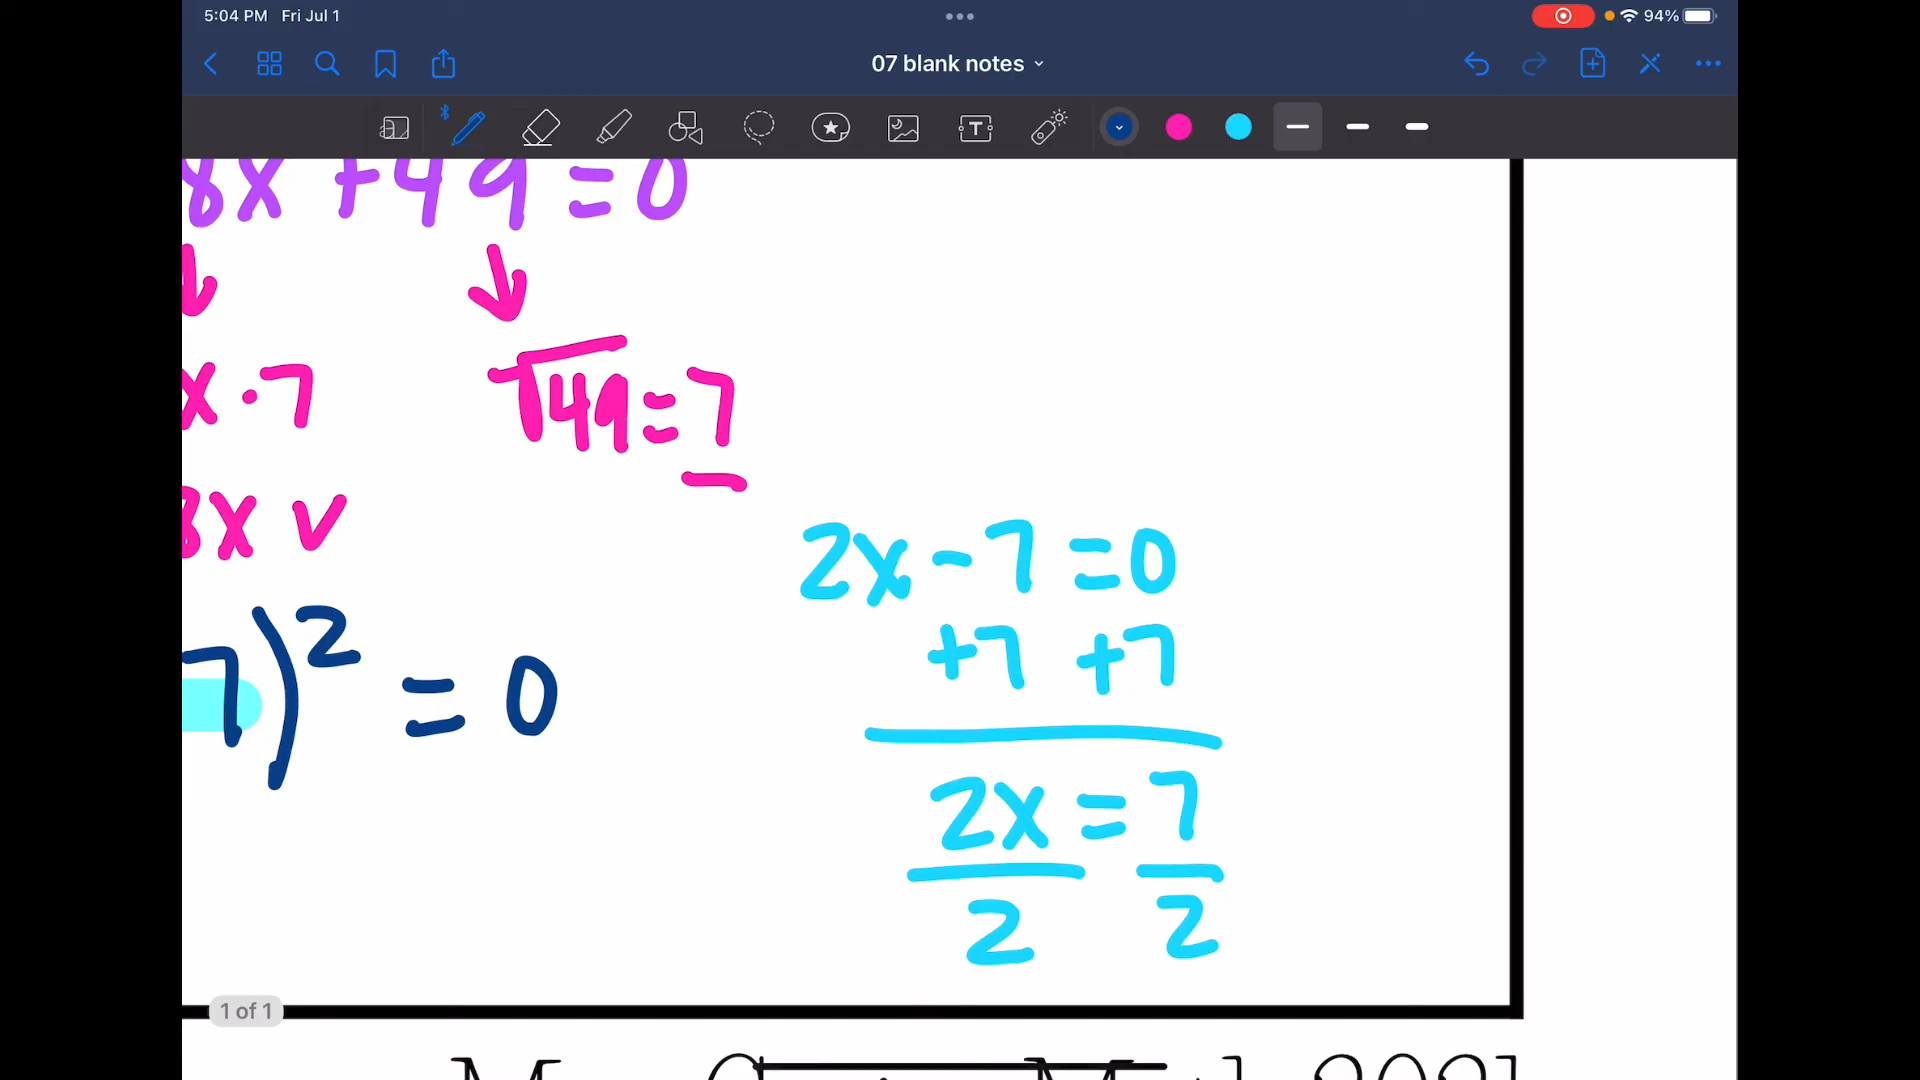 5:04 PM Fri Jul 1
94%
07 blank notes
8x +49 =0
x · 7
√49 = 7
8x
2x - 7 = 0
+7 +7
7)² = 0
2x = 7
2 2
1 of 1